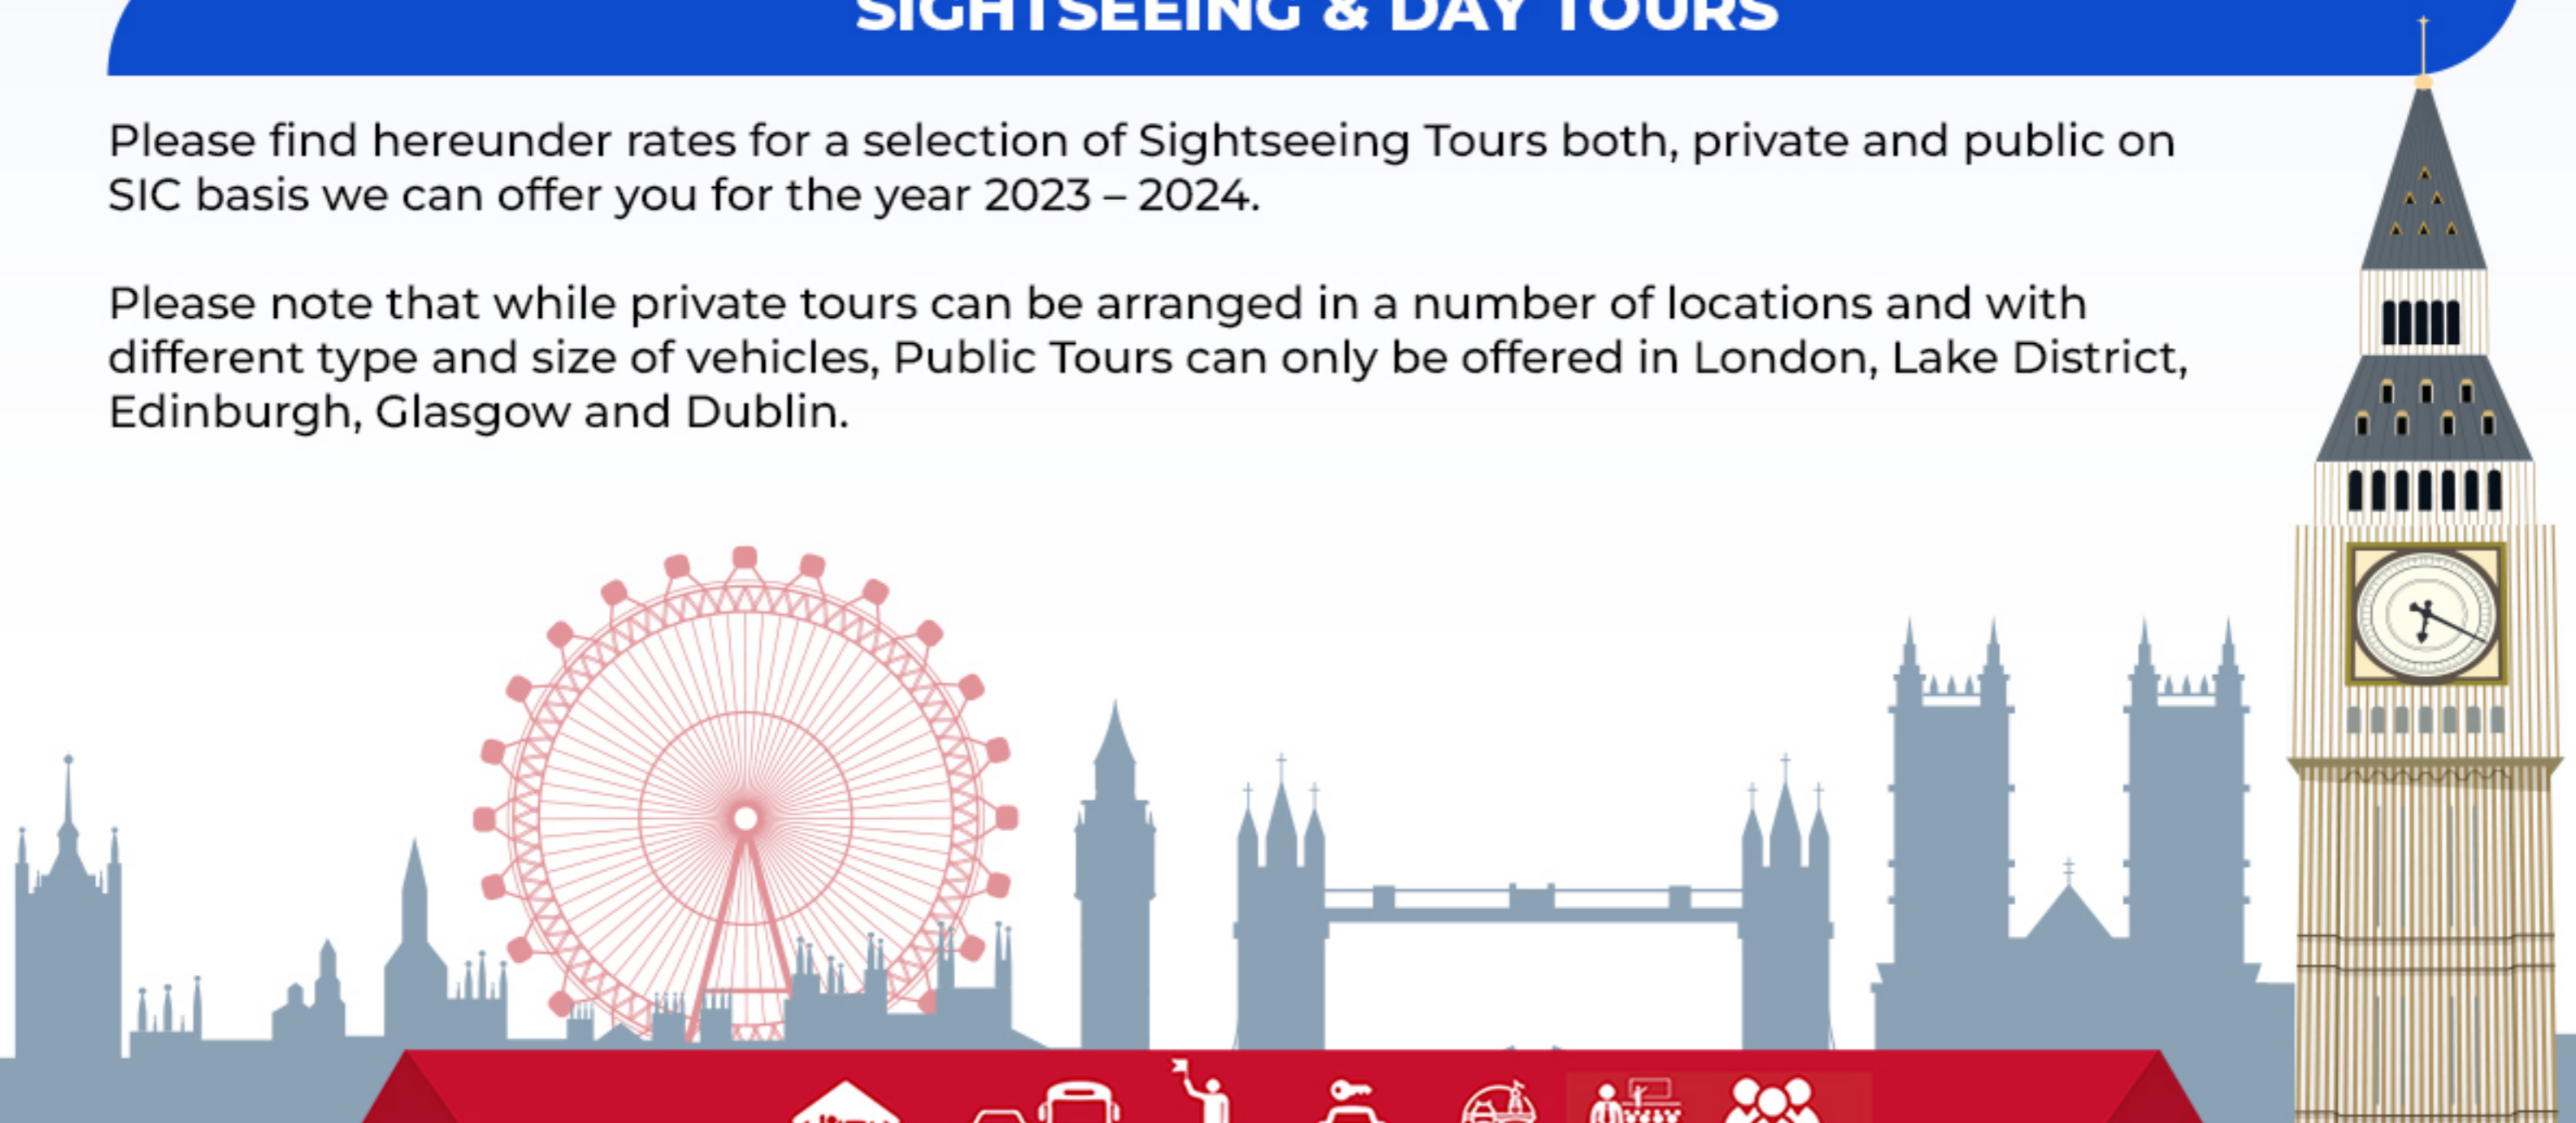 SIGHTSEEING & DAY TOURS
Please find hereunder rates for a selection of Sightseeing Tours both, private and public on
SIC basis we can offer you for the year 2023 – 2024.
Please note that while private tours can be arranged in a number of locations and with
different type and size of vehicles, Public Tours can only be offered in London, Lake District,
Edinburgh, Glasgow and Dublin.